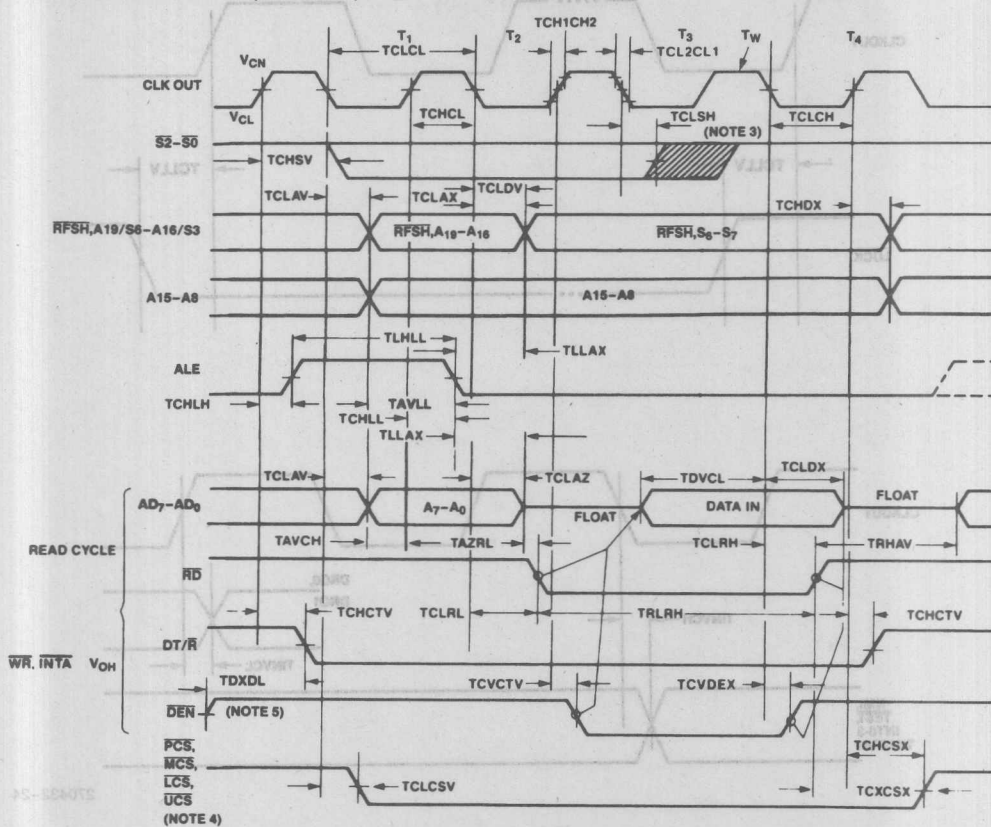 TCH1CH2
T1 T2 T3 TW T4
TCLCL TCL2CL1
VCN
CLK OUT
VCL
TCHCL TCLSH TCLCH
(NOTE 3)
S2-S0
TCHSV
TCLAV TCLAX TCLDV TCHDX
RFSH,A19/S6-A16/S3 RFSH,A19-A16 RFSH,S6-S7
A15-A8 A15-A8
TLHLL
TLLAX
ALE
TCHLH TAVLL
TCHLL
TLLAX
TCLAV TCLAZ TDVCL TCLDX
AD7-AD0 A7-A0 FLOAT DATA IN FLOAT
READ CYCLE TAVCH TAZRL TCLRH TRHAV
RD
TCHCTV TCLRL TRLRH TCHCTV
DT/R
WR, INTA VOH
TDXDL TCVCTV TCVDEX
DEN (NOTE 5)
PCS,
MCS, TCHCSX
LCS, TCLCSV TCXCSX
UCS
(NOTE 4)